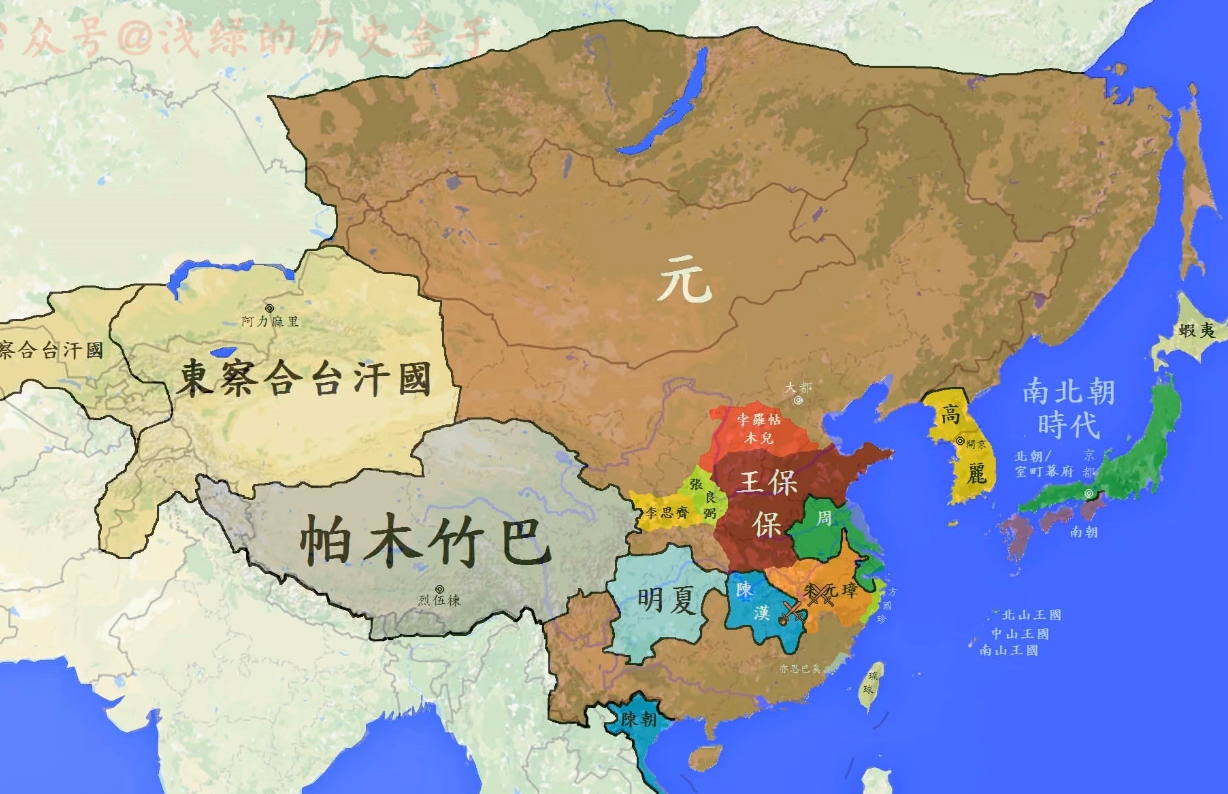 众号@浅绿的历史盒子
元
蝦夷
阿力麻里
察合台汗國
東察合台汗國
大都
南北朝
時代
高
麗
開京
孛羅帖
木兒
北朝/
室町幕府
京
都
南朝
王保
保
張
良
弼
李思齊
周
帕木竹巴
烈伍棟
明夏
陳
漢
朱元璋
方
國
珍
北山王國
中山王國
南山王國
亦思巴奚
琉
球
陳朝